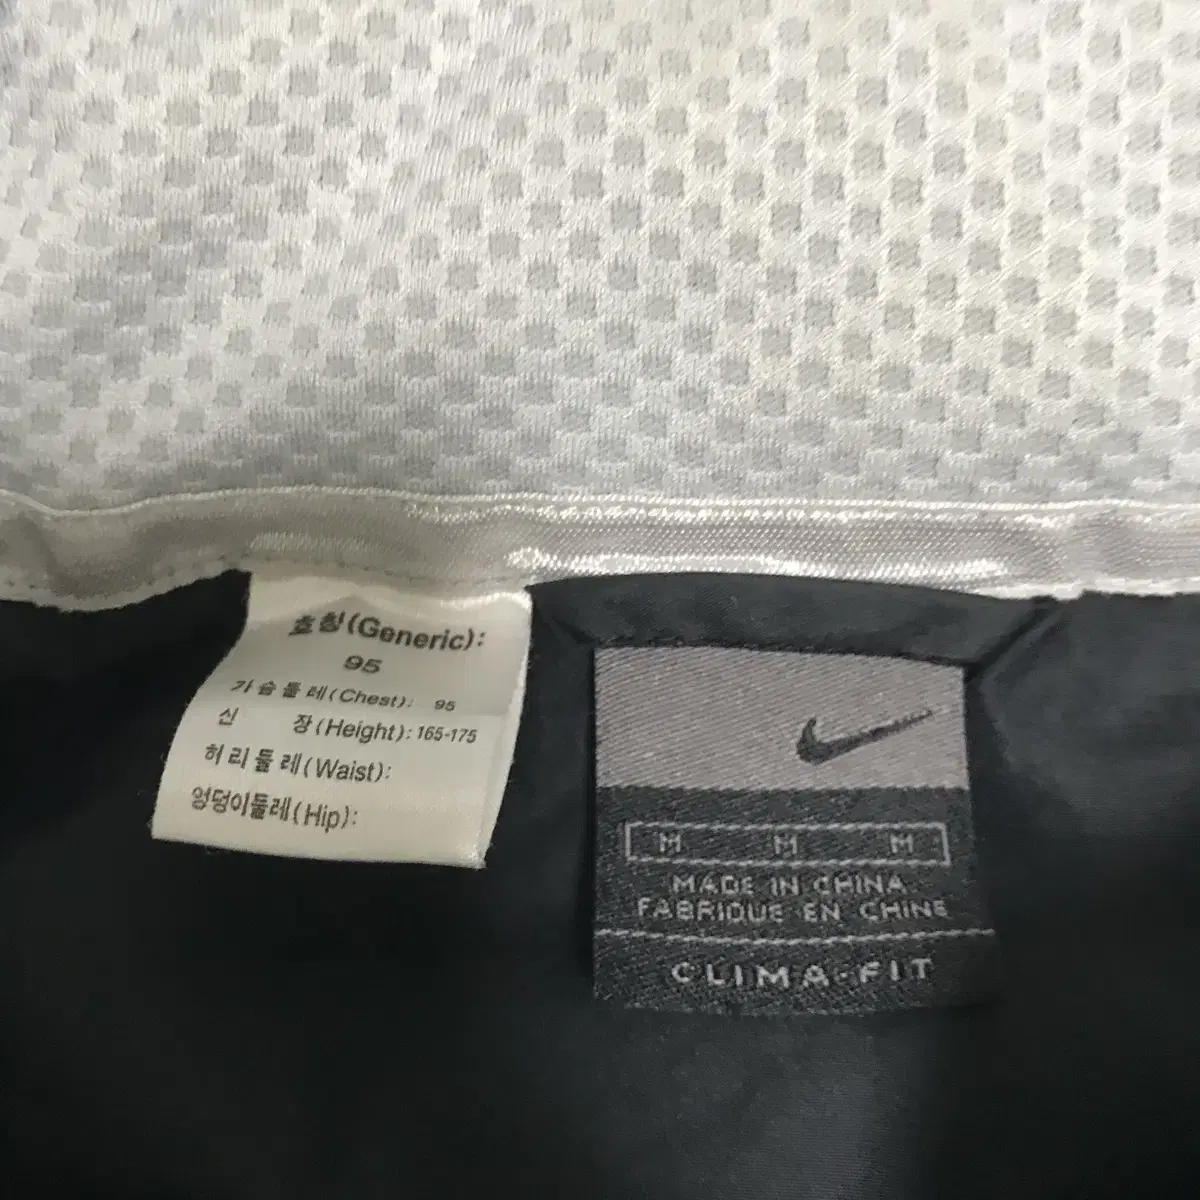 호칭(Generic):
95
가슴둘레(Chest): 95
신 장(Height): 165-175
허리둘레(Waist):
엉덩이둘레(Hip):
M M M
MADE IN CHINA
FABRIQUE EN CHINE
CLIMA-FIT